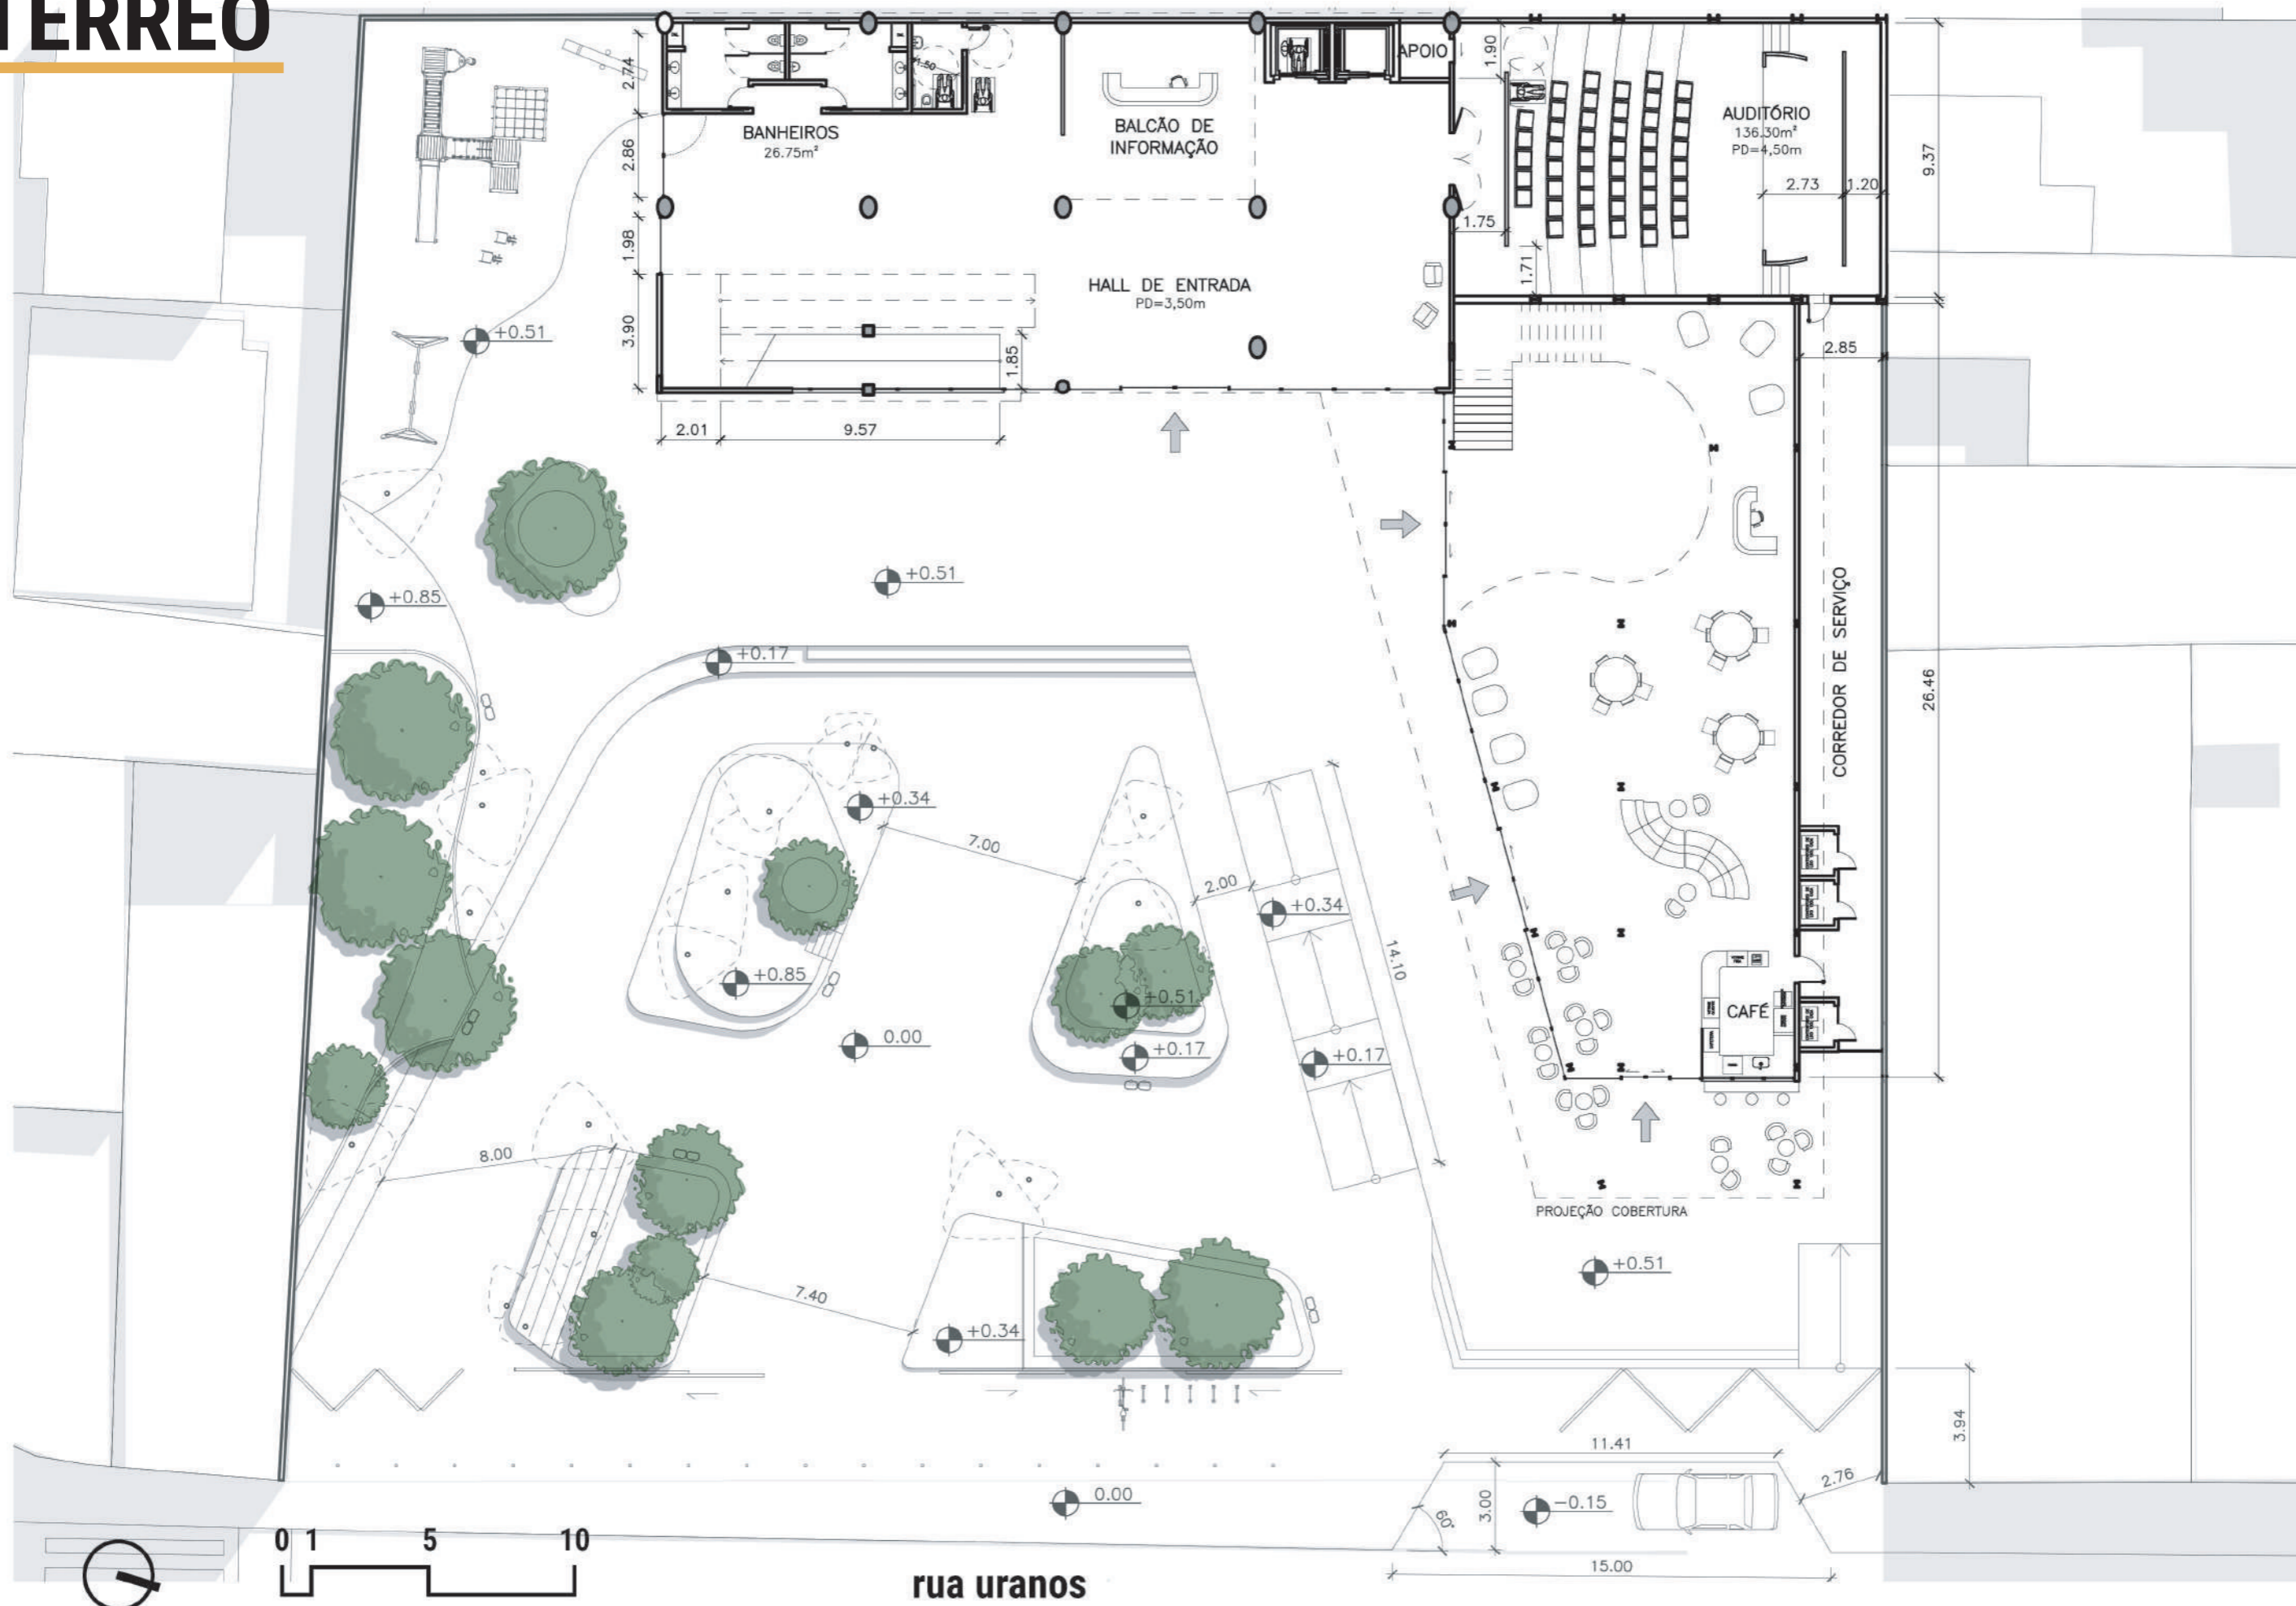 TÉRREO
BANHEIROS
26.75m²
BALCÃO DE
INFORMAÇÃO
APOIO
AUDITÓRIO
136.30m²
PD=4,50m
HALL DE ENTRADA
PD=3,50m
2.74
2.86
1.98
3.90
1.50
1.90
1.75
1.71
2.73
1.20
9.37
2.85
1.85
2.01
9.57
+0.51
+0.85
+0.51
+0.17
CORREDOR DE SERVIÇO
26.46
+0.34
7.00
2.00
+0.34
14.10
+0.85
+0.51
0.00
+0.17
+0.17
CAFÉ
8.00
7.40
+0.34
PROJEÇÃO COBERTURA
+0.51
3.94
11.41
2.76
3.00
60°
-0.15
0.00
15.00
0 1 5 10
rua uranos